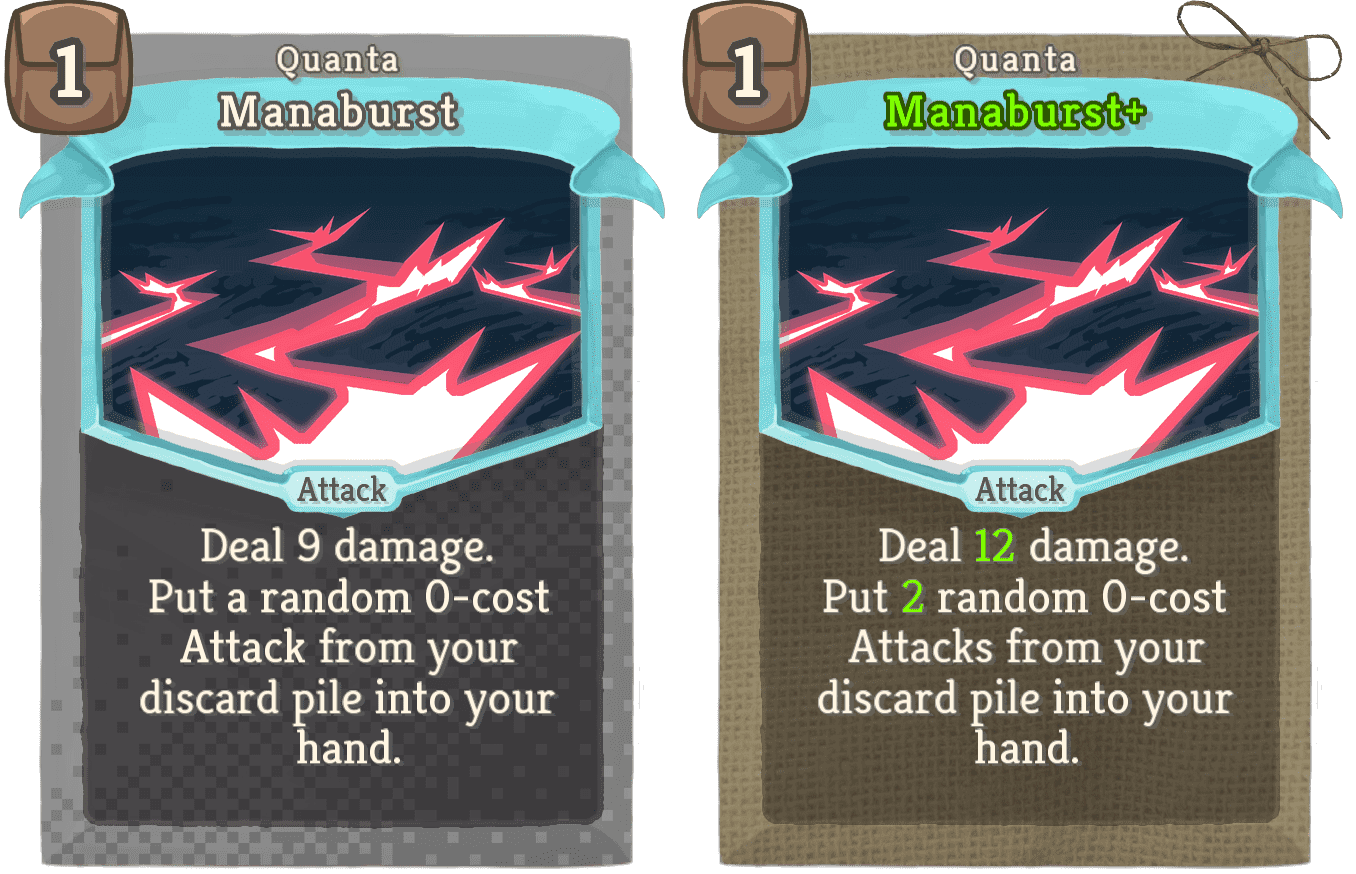 1
Quanta
Manaburst
Attack
Deal 9 damage.
Put a random 0-cost
Attack from your
discard pile into your
hand.
1
Quanta
Manaburst+
Attack
Deal 12 damage.
Put 2 random 0-cost
Attacks from your
discard pile into your
hand.